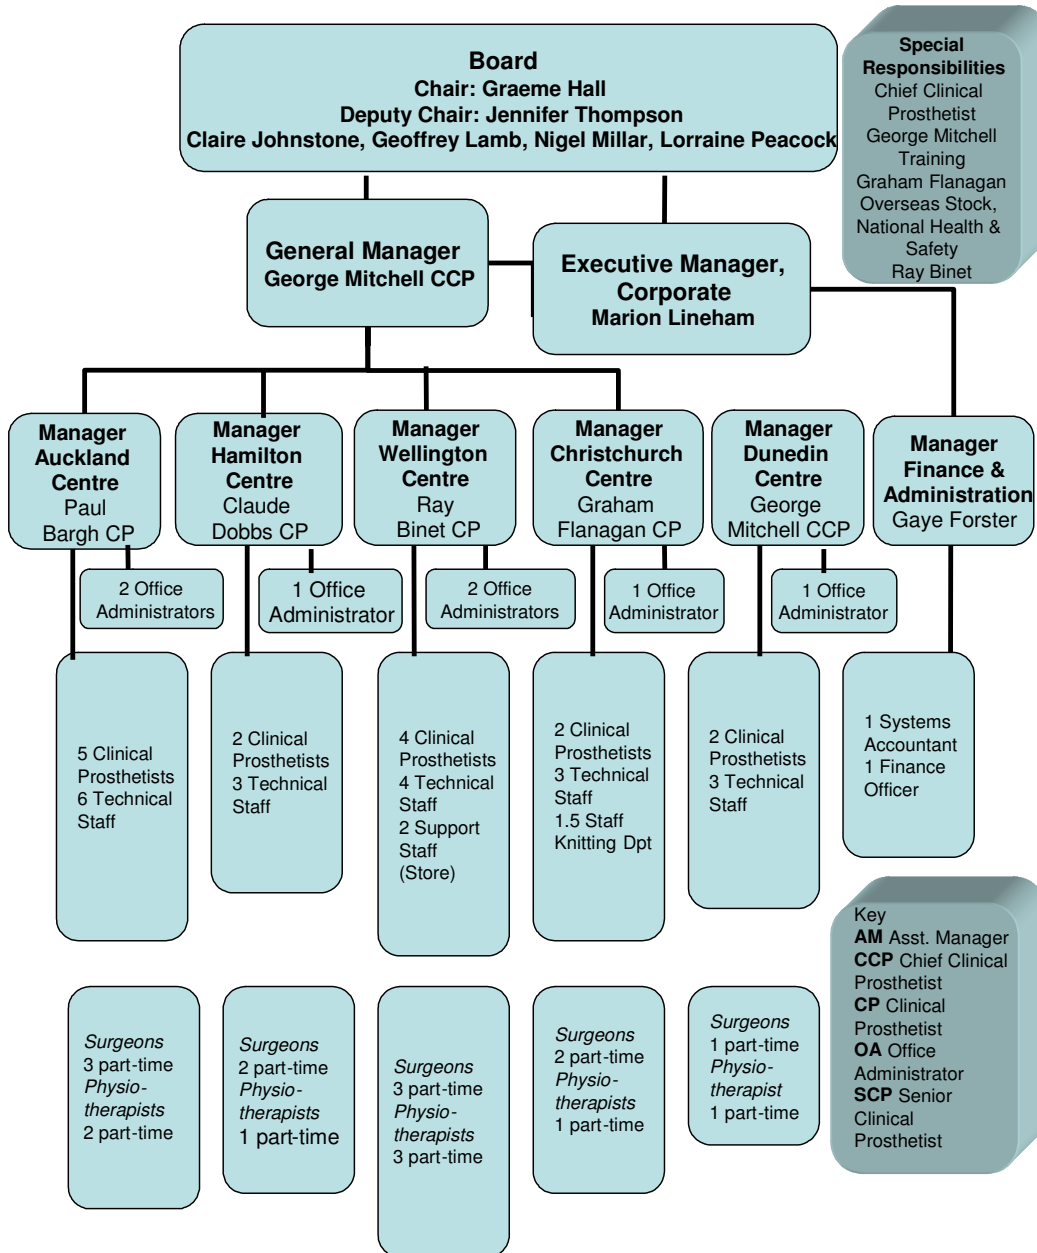 Board
Chair: Graeme Hall
Deputy Chair: Jennifer Thompson
Claire Johnstone, Geoffrey Lamb, Nigel Millar, Lorraine Peacock
Special
Responsibilities
Chief Clinical
Prosthetist
George Mitchell
Training
Graham Flanagan
Overseas Stock,
National Health &
Safety
Ray Binet
General Manager
George Mitchell CCP
Executive Manager,
Corporate
Marion Lineham
Manager
Auckland
Centre
Paul
Bargh CP
Manager
Hamilton
Centre
Claude
Dobbs CP
Manager
Wellington
Centre
Ray
Binet CP
Manager
Christchurch
Centre
Graham
Flanagan CP
Manager
Dunedin
Centre
George
Mitchell CCP
Manager
Finance &
Administration
Gaye Forster
2 Office
Administrators
1 Office
Administrator
2 Office
Administrators
1 Office
Administrator
1 Office
Administrator
5 Clinical
Prosthetists
6 Technical
Staff
2 Clinical
Prosthetists
3 Technical
Staff
4 Clinical
Prosthetists
4 Technical
Staff
2 Support
Staff
(Store)
2 Clinical
Prosthetists
3 Technical
Staff
1.5 Staff
Knitting Dpt
2 Clinical
Prosthetists
3 Technical
Staff
1 Systems
Accountant
1 Finance
Officer
Surgeons
3 part-time
Physio-
therapists
2 part-time
Surgeons
2 part-time
Physio-
therapists
1 part-time
Surgeons
3 part-time
Physio-
therapists
3 part-time
Surgeons
2 part-time
Physio-
therapists
1 part-time
Surgeons
1 part-time
Physio-
therapist
1 part-time
Key
AM Asst. Manager
CCP Chief Clinical
Prosthetist
CP Clinical
Prosthetist
OA Office
Administrator
SCP Senior
Clinical
Prosthetist